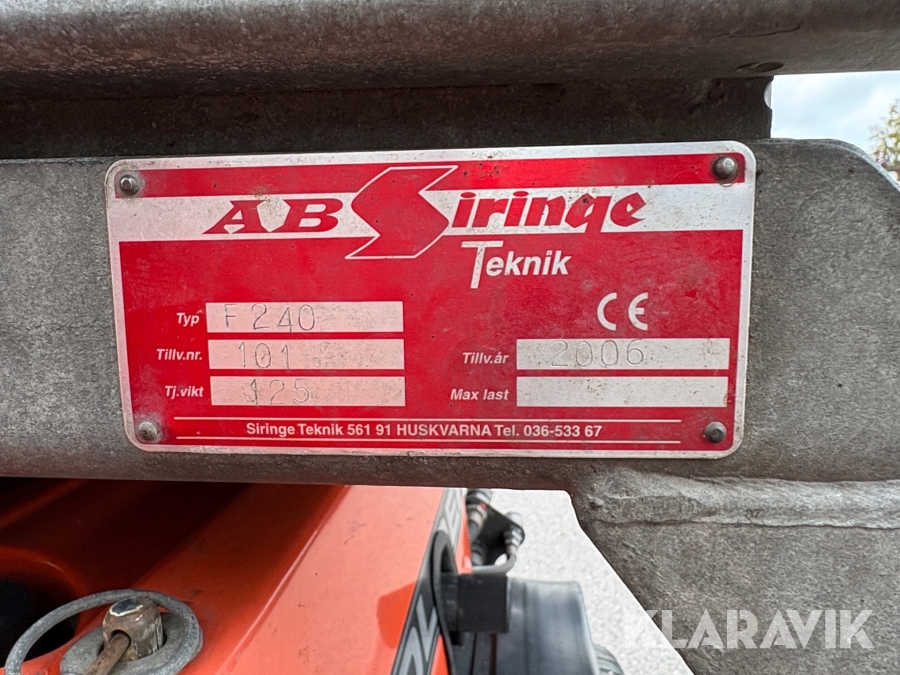 AB Siringe
Teknik
Typ F240
CE
Tillv.nr. 101
Tillv.år 2006
Tj.vikt 125
Max last
Siringe Teknik 561 91 HUSKVARNA Tel. 036-533 67
KLARAVIK